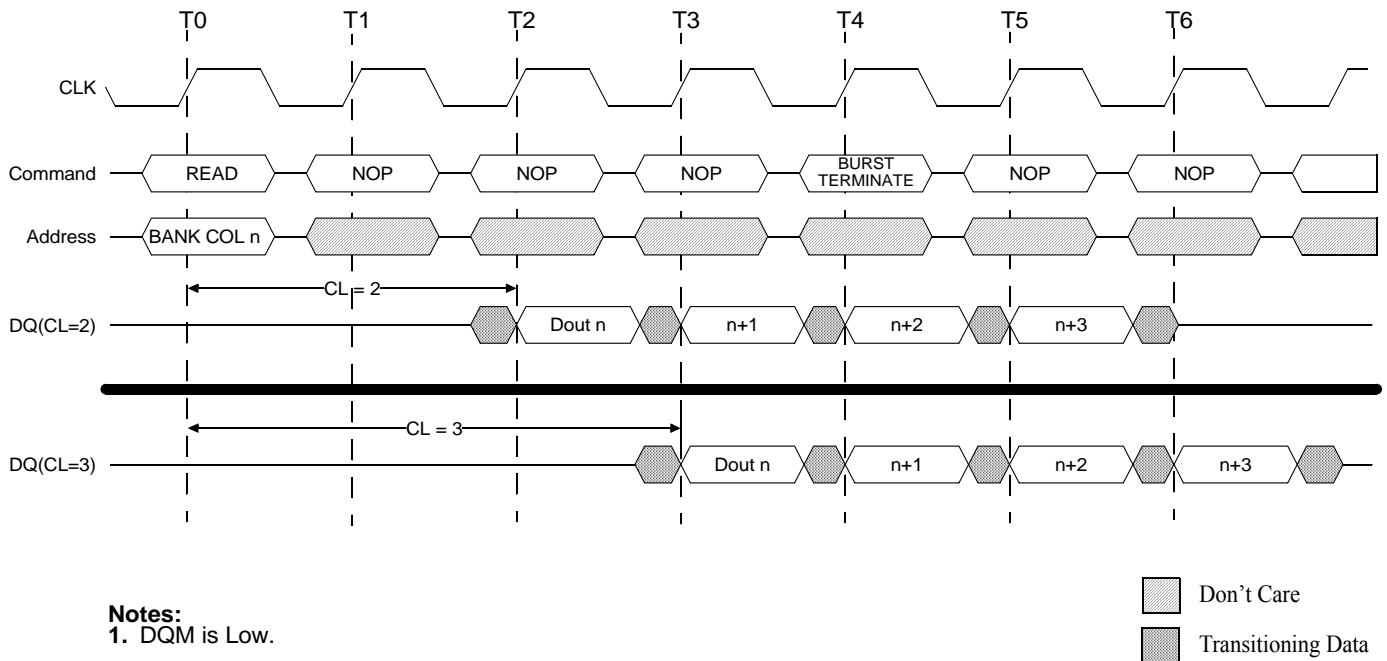 T0 T1 T2 T3 T4 T5 T6
CLK
Command READ NOP NOP NOP BURST TERMINATE NOP NOP
Address BANK COL n
CL = 2
DQ(CL=2) Dout n n+1 n+2 n+3
CL = 3
DQ(CL=3) Dout n n+1 n+2 n+3
Don't Care
Notes:
1. DQM is Low.
Transitioning Data